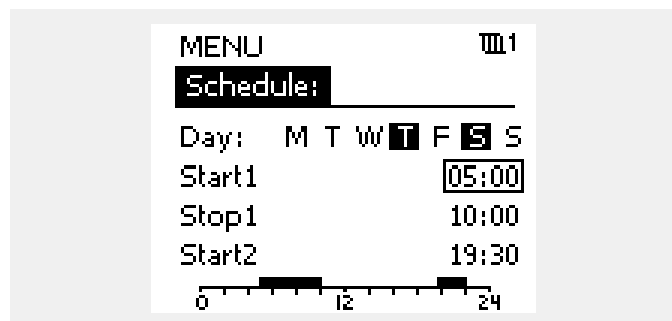 MENU 1
Schedule:
Day: M T W T F S S
Start1 05:00
Stop1 10:00
Start2 19:30
0 12 24